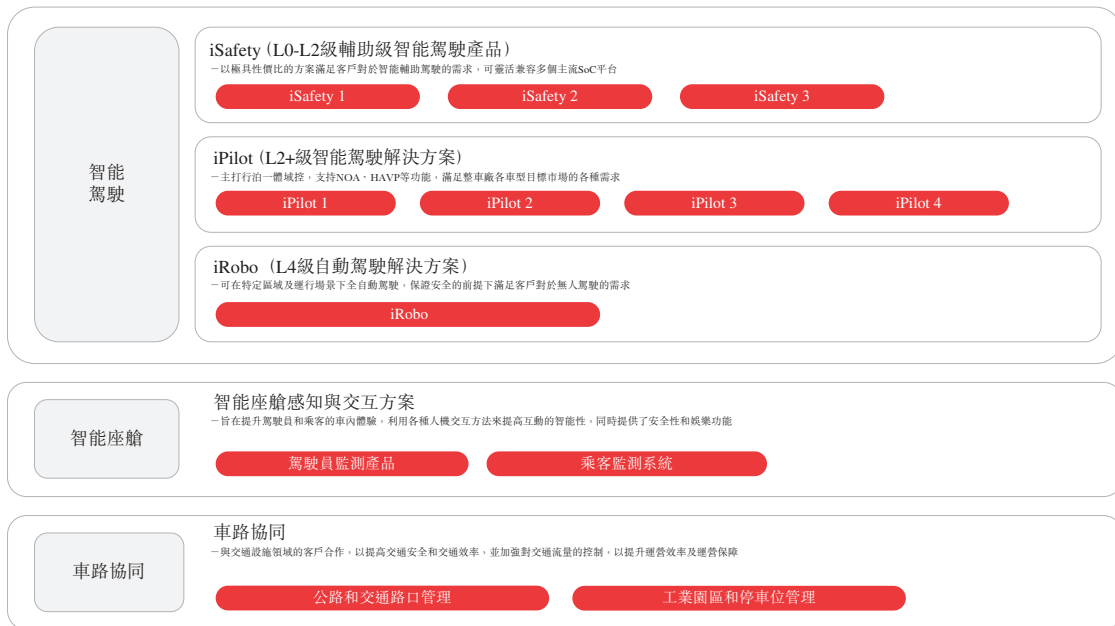 智能
駕駛
iSafety (L0-L2級輔助級智能駕駛產品)
－以極具性價比的方案滿足客戶對於智能輔助駕駛的需求，可靈活兼容多個主流SoC平台
iSafety 1
iSafety 2
iSafety 3
iPilot (L2+級智能駕駛解決方案)
－主打行泊一體域控，支持NOA、HAVP等功能，滿足整車廠各車型目標市場的各種需求
iPilot 1
iPilot 2
iPilot 3
iPilot 4
iRobo (L4級自動駕駛解決方案)
－可在特定區域及運行場景下全自動駕駛，保證安全的前提下滿足客戶對於無人駕駛的需求
iRobo
智能座艙
智能座艙感知與交互方案
－旨在提升駕駛員和乘客的車內體驗，利用各種人機交互方法來提高互動的智能性，同時提供了安全性和娛樂功能
駕駛員監測產品
乘客監測系統
車路協同
車路協同
－與交通設施領域的客戶合作，以提高交通安全和交通效率，並加強對交通流量的控制，以提升運營效率及運營保障
公路和交通路口管理
工業園區和停車位管理